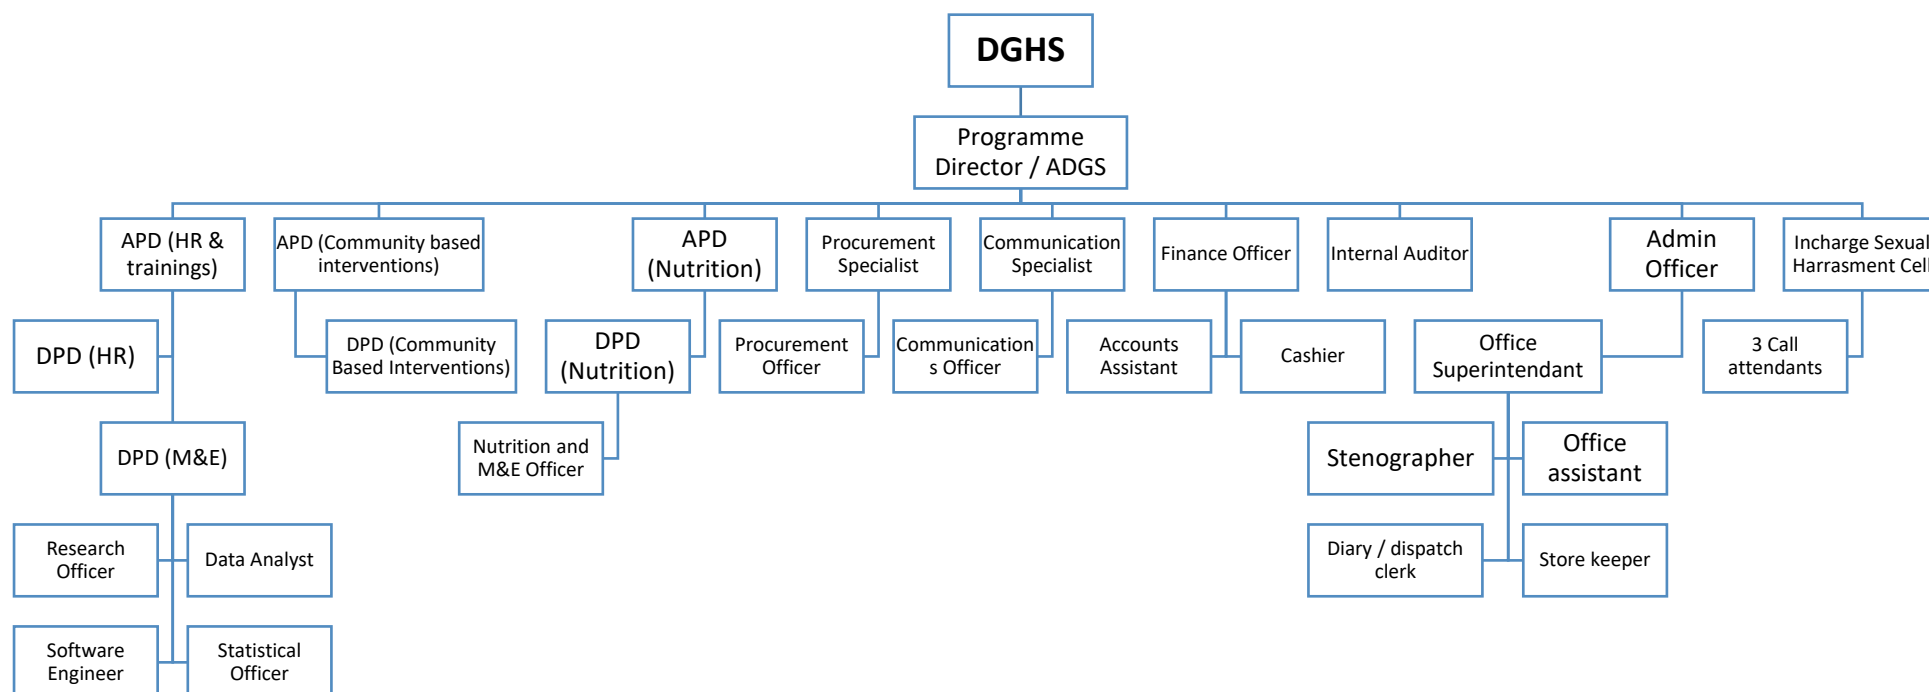 DGHS
Programme
Director / ADGS
APD (HR &
trainings)
APD (Community based
interventions)
APD
(Nutrition)
Procurement
Specialist
Communication
Specialist
Finance Officer
Internal Auditor
Admin
Officer
Incharge Sexual
Harrasment Cell
DPD (HR)
DPD (Community
Based Interventions)
DPD
(Nutrition)
Procurement
Officer
Communication
s Officer
Accounts
Assistant
Cashier
Office
Superintendant
3 Call
attendants
DPD (M&E)
Nutrition and
M&E Officer
Stenographer
Office
assistant
Research
Officer
Data Analyst
Diary / dispatch
clerk
Store keeper
Software
Engineer
Statistical
Officer